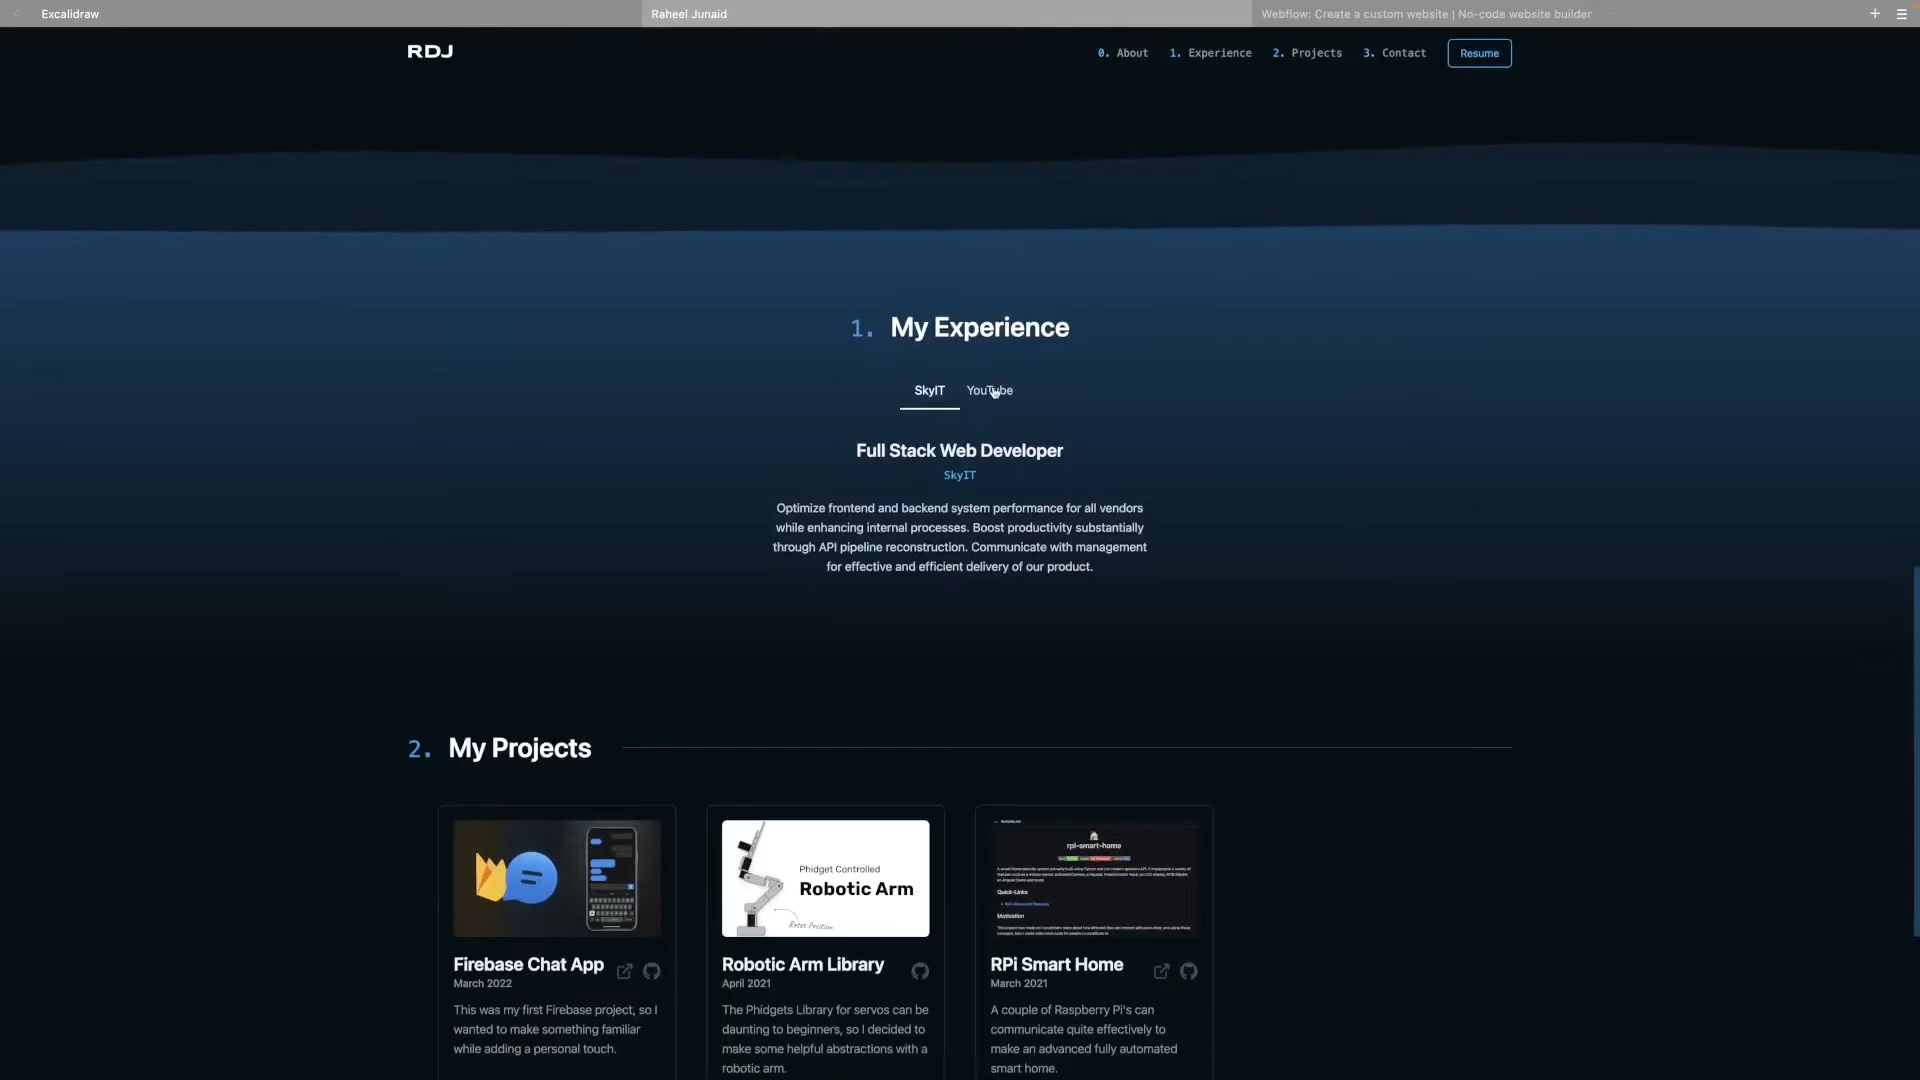 Excalidraw
Raheel Junaid
Webflow: Create a custom website | No-code website builder
RDJ
0. About
1. Experience
2. Projects
3. Contact
Resume
1. My Experience
SkyIT
YouTube
Full Stack Web Developer
SkyIT
Optimize frontend and backend system performance for all vendors
while enhancing internal processes. Boost productivity substantially
through API pipeline reconstruction. Communicate with management
for effective and efficient delivery of our product.
2. My Projects
Phidget Controlled
Robotic Arm
Reset Position
rpi-smart-home
Quick-Links
Motivation
Firebase Chat App
March 2022
This was my first Firebase project, so I
wanted to make something familiar
while adding a personal touch.
Robotic Arm Library
April 2021
The Phidgets Library for servos can be
daunting to beginners, so I decided to
make some helpful abstractions with a
robotic arm.
RPi Smart Home
March 2021
A couple of Raspberry Pi's can
communicate quite effectively to
make an advanced fully automated
smart home.